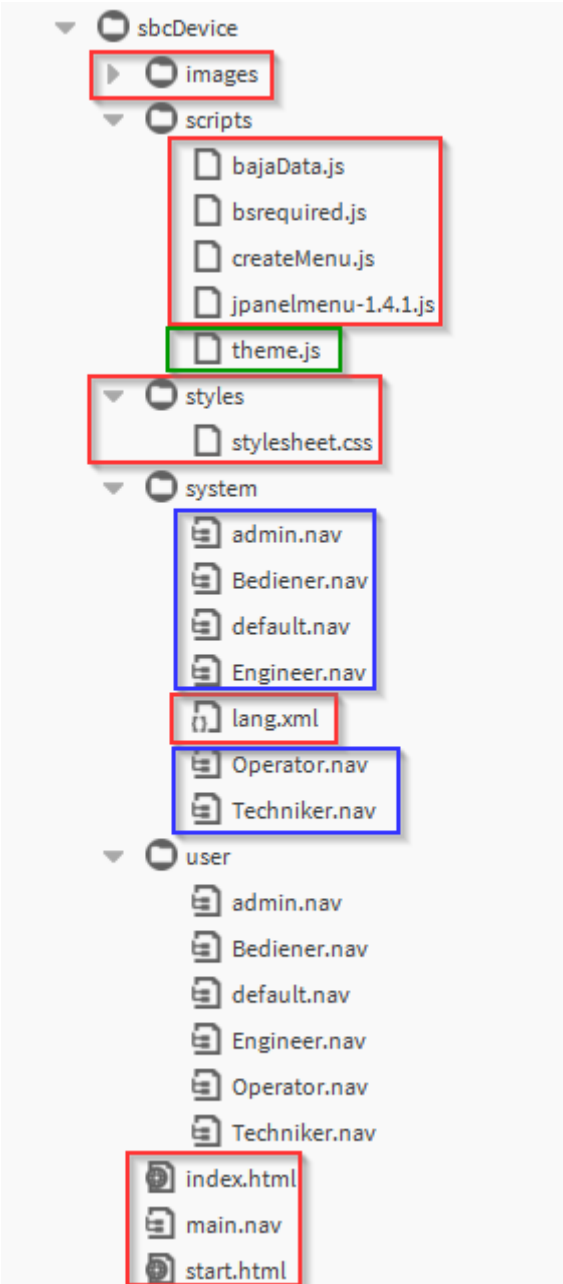 sbcDevice
images
scripts
bajaData.js
bsrequired.js
createMenu.js
jpanelmenu-1.4.1.js
theme.js
styles
stylesheet.css
system
admin.nav
Bediener.nav
default.nav
Engineer.nav
lang.xml
Operator.nav
Techniker.nav
user
admin.nav
Bediener.nav
default.nav
Engineer.nav
Operator.nav
Techniker.nav
index.html
main.nav
start.html